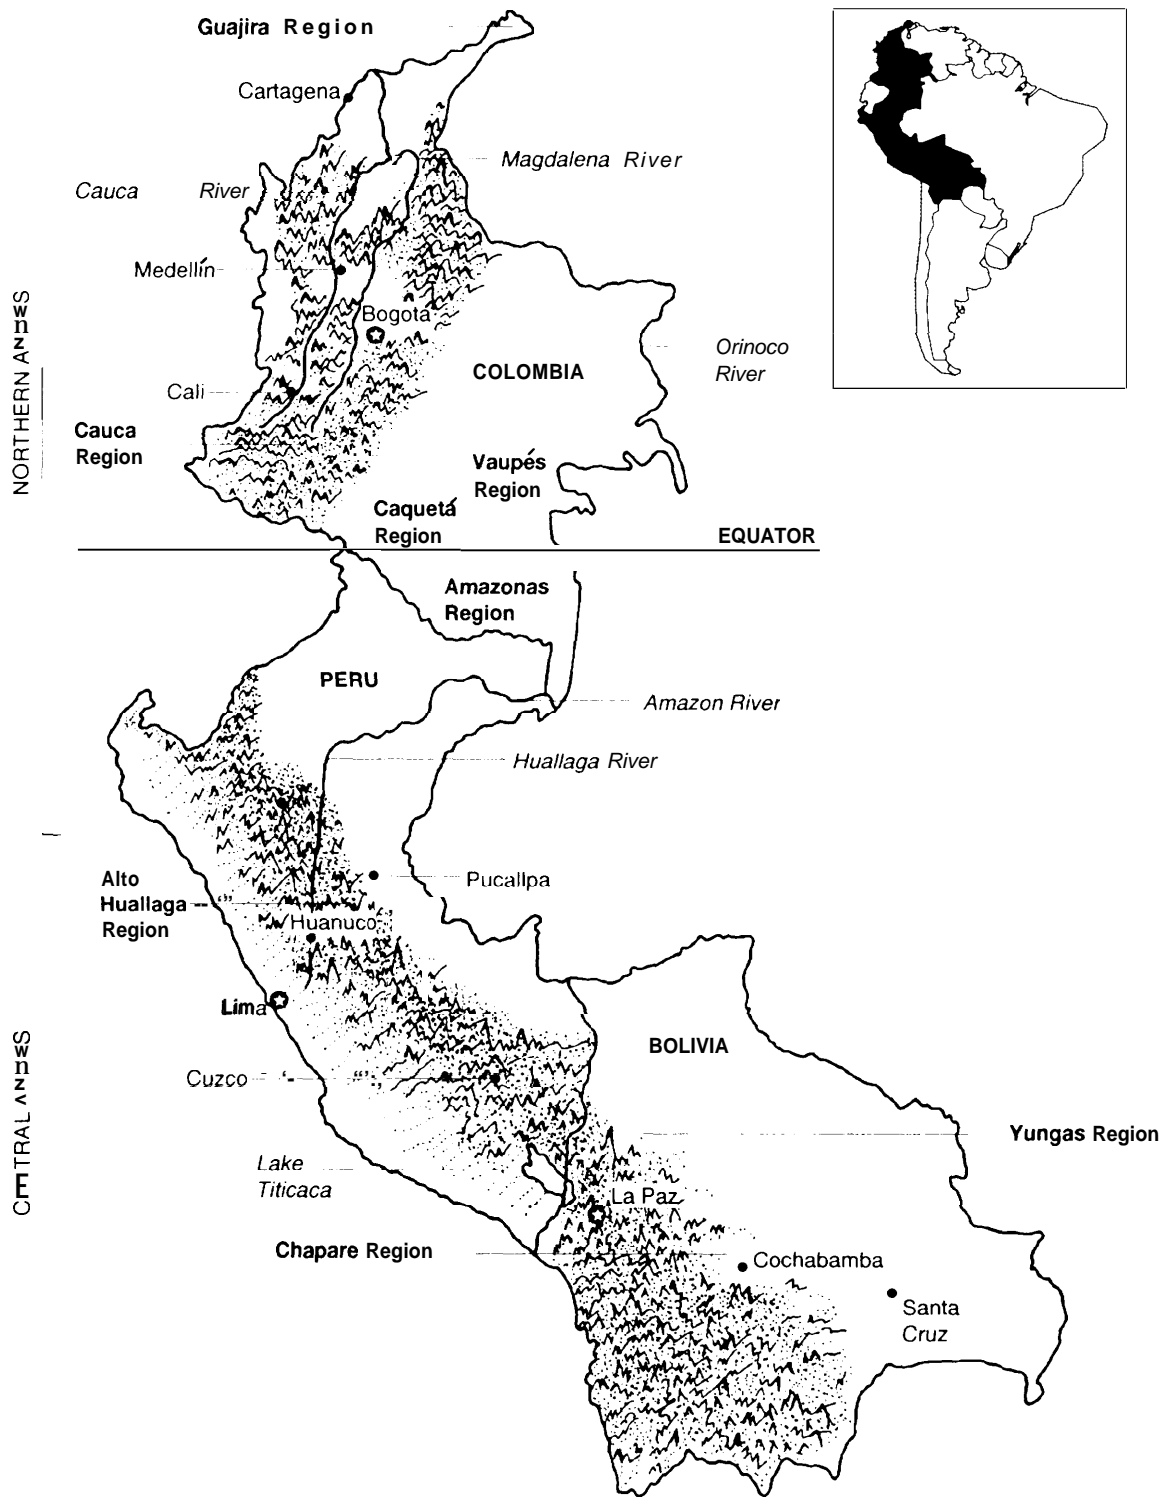 Guajira Region
Cartagena
Magdalena River
Cauca River
Medellín
Bogota
Orinoco
River
COLOMBIA
Cali
Cauca
Region
Vaupés
Region
Caquetá
Region
EQUATOR
NORTHERN
Amazonas
Region
PERU
Amazon River
Huallaga River
Alto
Huallaga
Region
Pucallpa
Huanuco
Lima
BOLIVIA
Cuzco
Yungas Region
Lake
Titicaca
La Paz
Chapare Region
Cochabamba
Santa
Cruz